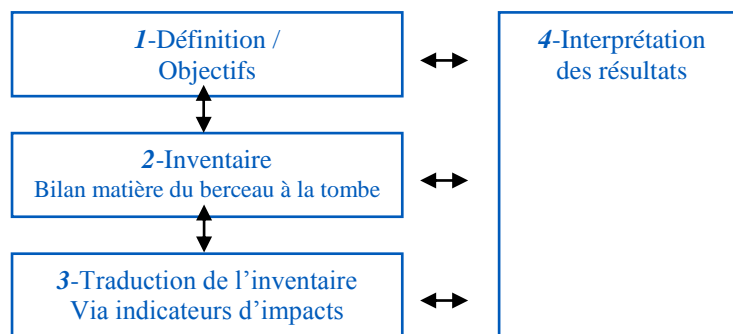 1-Définition /
Objectifs
4-Interprétation
des résultats
2-Inventaire
Bilan matière du berceau à la tombe
3-Traduction de l’inventaire
Via indicateurs d’impacts